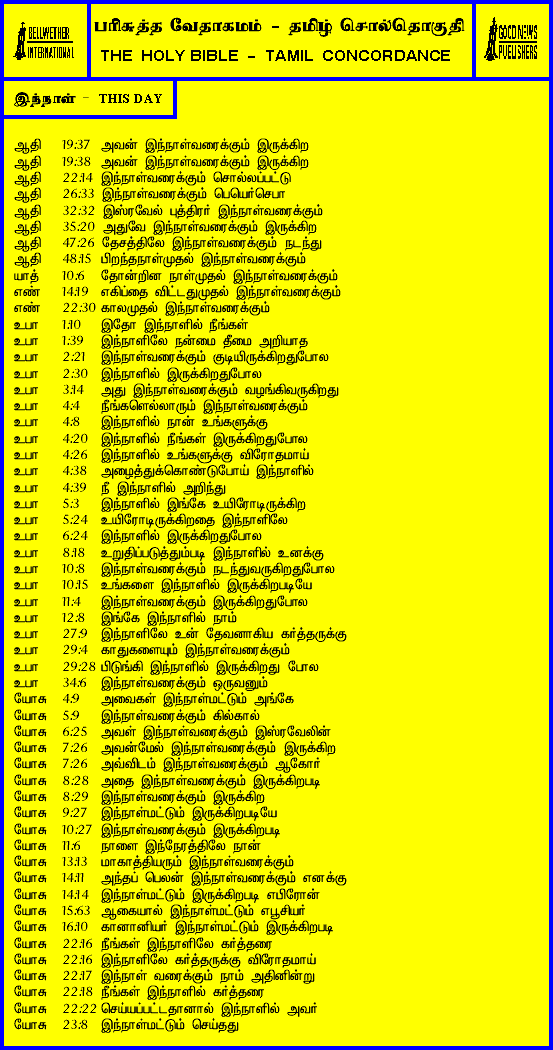 BELLWETHER
INTERNATIONAL
பரிசுத்த வேதாகமம் - தமிழ் சொல்தொகுதி
THE HOLY BIBLE - TAMIL CONCORDANCE
GOOD NEWS
PUBLISHERS
இந்நாள் - THIS DAY
ஆதி 19:37 அவன் இந்நாள்வரைக்கும் இருக்கிற
ஆதி 19:38 அவன் இந்நாள்வரைக்கும் இருக்கிற
ஆதி 22:14 இந்நாள்வரைக்கும் சொல்லப்பட்டு
ஆதி 26:33 இந்நாள்வரைக்கும் பெயெர்செபா
ஆதி 32:32 இஸ்ரவேல் புத்திரர் இந்நாள்வரைக்கும்
ஆதி 35:20 அதுவே இந்நாள்வரைக்கும் இருக்கிற
ஆதி 47:26 தேசத்திலே இந்நாள்வரைக்கும் நடந்து
ஆதி 48:15 பிறந்தநாள்முதல் இந்நாள்வரைக்கும்
யாத் 10:6 தோன்றின நாள்முதல் இந்நாள்வரைக்கும்
எண் 14:19 எகிப்தை விட்டதுமுதல் இந்நாள்வரைக்கும்
எண் 22:30 காலமுதல் இந்நாள்வரைக்கும்
உபா 1:10 இதோ இந்நாளில் நீங்கள்
உபா 1:39 இந்நாளிலே நன்மை தீமை அறியாத
உபா 2:21 இந்நாள்வரைக்கும் குடியிருக்கிறதுபோல
உபா 2:30 இந்நாளில் இருக்கிறதுபோல
உபா 3:14 அது இந்நாள்வரைக்கும் வழங்கிவருகிறது
உபா 4:4 நீங்களெல்லாரும் இந்நாள்வரைக்கும்
உபா 4:8 இந்நாளில் நான் உங்களுக்கு
உபா 4:20 இந்நாளில் நீங்கள் இருக்கிறதுபோல
உபா 4:26 இந்நாளில் உங்களுக்கு விரோதமாய்
உபா 4:38 அழைத்துக்கொண்டுபோய் இந்நாளில்
உபா 4:39 நீ இந்நாளில் அறிந்து
உபா 5:3 இந்நாளில் இங்கே உயிரோடிருக்கிற
உபா 5:24 உயிரோடிருக்கிறதை இந்நாளிலே
உபா 6:24 இந்நாளில் இருக்கிறதுபோல
உபா 8:18 உறுதிப்படுத்தும்படி இந்நாளில் உனக்கு
உபா 10:8 இந்நாள்வரைக்கும் நடந்துவருகிறதுபோல
உபா 10:15 உங்களை இந்நாளில் இருக்கிறபடியே
உபா 11:4 இந்நாள்வரைக்கும் இருக்கிறதுபோல
உபா 12:8 இங்கே இந்நாளில் நாம்
உபா 27:9 இந்நாளிலே உன் தேவனாகிய கர்த்தருக்கு
உபா 29:4 காதுகளையும் இந்நாள்வரைக்கும்
உபா 29:28 பிடுங்கி இந்நாளில் இருக்கிறது போல
உபா 34:6 இந்நாள்வரைக்கும் ஒருவனும்
யோசு 4:9 அவைகள் இந்நாள்மட்டும் அங்கே
யோசு 5:9 இந்நாள்வரைக்கும் கில்கால்
யோசு 6:25 அவள் இந்நாள்வரைக்கும் இஸ்ரவேலின்
யோசு 7:26 அவன்மேல் இந்நாள்வரைக்கும் இருக்கிற
யோசு 7:26 அவ்விடம் இந்நாள்வரைக்கும் ஆகோர்
யோசு 8:28 அதை இந்நாள்வரைக்கும் இருக்கிறபடி
யோசு 8:29 இந்நாள்வரைக்கும் இருக்கிற
யோசு 9:27 இந்நாள்மட்டும் இருக்கிறபடியே
யோசு 10:27 இந்நாள்வரைக்கும் இருக்கிறபடி
யோசு 11:6 நாளை இந்நேரத்திலே நான்
யோசு 13:13 மாகாத்தியரும் இந்நாள்வரைக்கும்
யோசு 14:11 அந்தப் பெலன் இந்நாள்வரைக்கும் எனக்கு
யோசு 14:14 இந்நாள்மட்டும் இருக்கிறபடி எபிரோன்
யோசு 15:63 ஆகையால் இந்நாள்மட்டும் எபூசியர்
யோசு 16:10 கானானியர் இந்நாள்மட்டும் இருக்கிறபடி
யோசு 22:16 நீங்கள் இந்நாளிலே கர்த்தரை
யோசு 22:16 இந்நாளிலே கர்த்தருக்கு விரோதமாய்
யோசு 22:17 இந்நாள் வரைக்கும் நாம் அதினின்று
யோசு 22:18 நீங்கள் இந்நாளில் கர்த்தரை
யோசு 22:22 செய்யப்பட்டதானால் இந்நாளில் அவர்
யோசு 23:8 இந்நாள்மட்டும் செய்தது